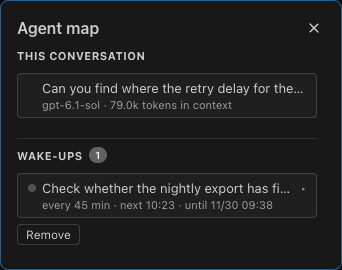 Agent map
THIS CONVERSATION
Can you find where the retry delay for the...
gpt-6.1-sol · 79.0k tokens in context
WAKE-UPS 1
Check whether the nightly export has fi...
every 45 min · next 10:23 · until 11/30 09:38
Remove